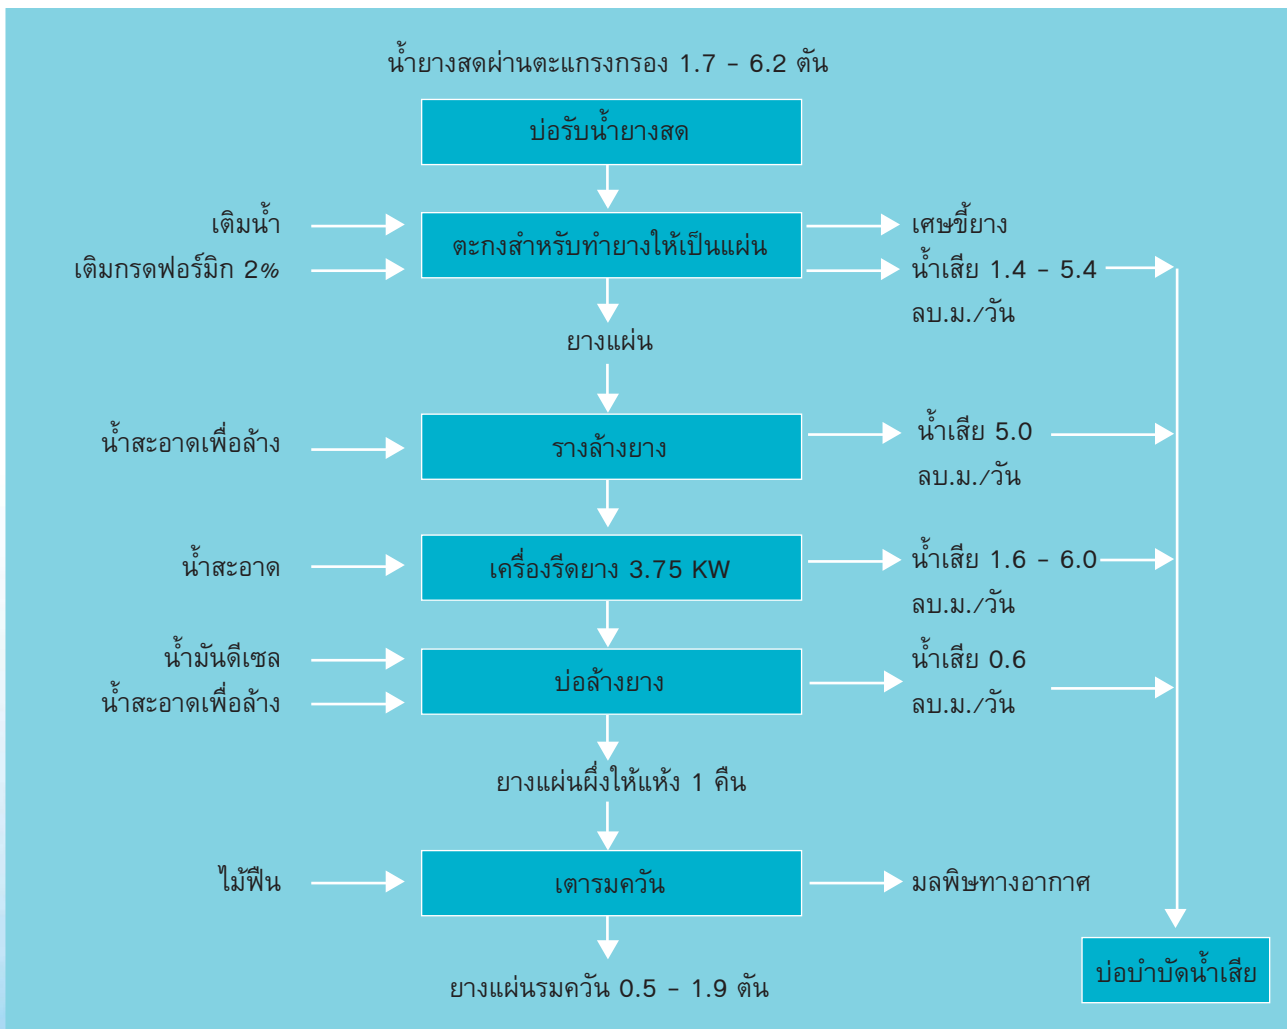 น้ำยางสดผ่านตะแกรงกรอง 1.7 – 6.2 ตัน
บ่อรับน้ำยางสด
เติมน้ำ
เติมกรดฟอร์มิก 2%
ตะกงสำหรับทำยางให้เป็นแผ่น
เศษขี้ยาง
น้ำเสีย 1.4 – 5.4
ลบ.ม./วัน
ยางแผ่น
น้ำสะอาดเพื่อล้าง
รางล้างยาง
น้ำเสีย 5.0
ลบ.ม./วัน
น้ำสะอาด
เครื่องรีดยาง 3.75 KW
น้ำเสีย 1.6 – 6.0
ลบ.ม./วัน
น้ำมันดีเซล
น้ำสะอาดเพื่อล้าง
บ่อล้างยาง
น้ำเสีย 0.6
ลบ.ม./วัน
ยางแผ่นผึ่งให้แห้ง 1 คืน
ไม้ฟืน
เตารมควัน
มลพิษทางอากาศ
บ่อบำบัดน้ำเสีย
ยางแผ่นรมควัน 0.5 – 1.9 ตัน